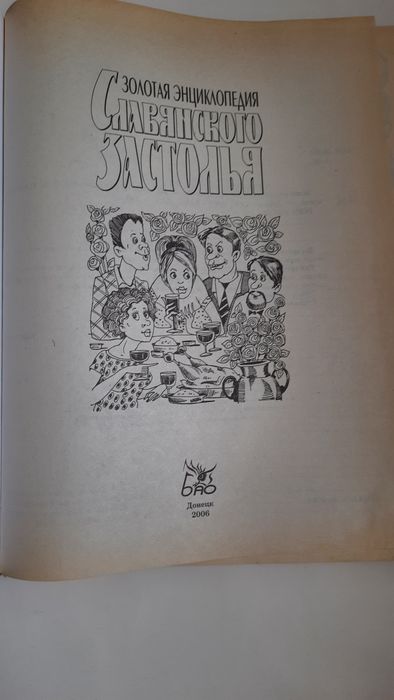 ЗОЛОТАЯ ЭНЦИКЛОПЕДИЯ
СЛАВЯНСКОГО
ЗАСТОЛЬЯ
БАО
Донецк
2006